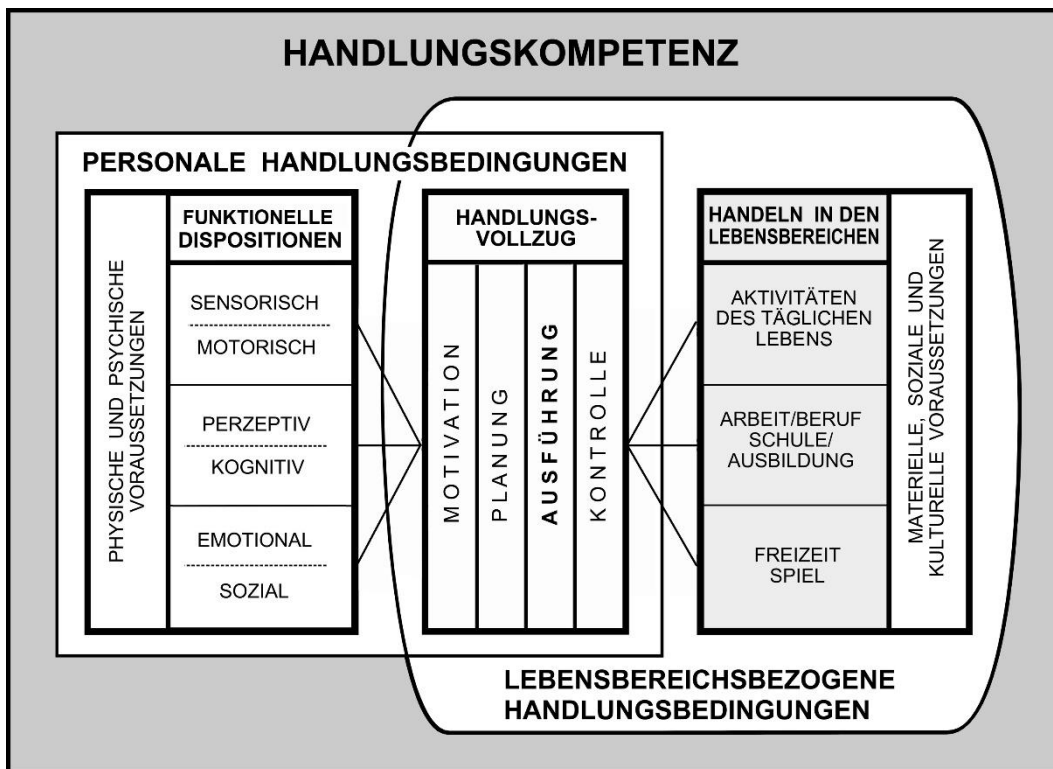 HANDLUNGSKOMPETENZ
PERSONALE HANDLUNGSBEDINGUNGEN
PHYSISCHE UND PSYCHISCHE
VORAUSSETZUNGEN
FUNKTIONELLE
DISPOSITIONEN
SENSORISCH
MOTORISCH
PERZEPTIV
KOGNITIV
EMOTIONAL
SOZIAL
HANDLUNGS-
VOLLZUG
MOTIVATION
PLANUNG
AUSFÜHRUNG
KONTROLLE
HANDELN IN DEN
LEBENSBEREICHEN
AKTIVITÄTEN
DES TÄGLICHEN
LEBENS
ARBEIT/BERUF
SCHULE/
AUSBILDUNG
FREIZEIT
SPIEL
MATERIELLE, SOZIALE UND
KULTURELLE VORAUSSETZUNGEN
LEBENSBEREICHSBEZOGENE
HANDLUNGSBEDINGUNGEN